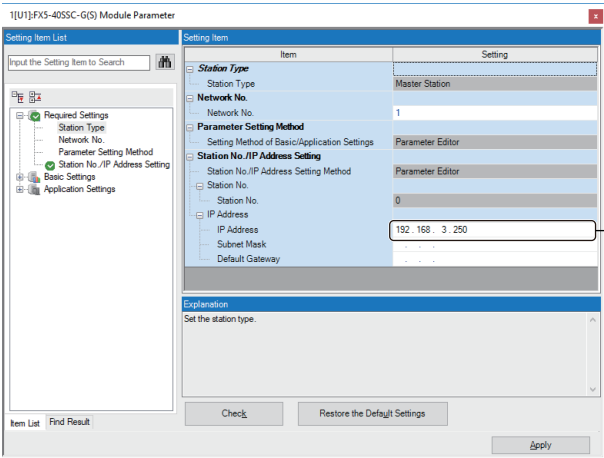 1[U1]:FX5-40SSC-G(S) Module Parameter
x
Setting Item List
Input the Setting Item to Search
Required Settings
Station Type
Network No.
Parameter Setting Method
Station No./IP Address Setting
Basic Settings
Application Settings
Item List
Find Result
Setting Item
Item Setting
Station Type
Station Type Master Station
Network No.
Network No. 1
Parameter Setting Method
Setting Method of Basic/Application Settings Parameter Editor
Station No./IP Address Setting
Station No./IP Address Setting Method Parameter Editor
Station No.
Station No. 0
IP Address
IP Address 192 . 168 . 3 . 250
Subnet Mask . . .
Default Gateway . . .
Explanation
Set the station type.
Check
Restore the Default Settings
Apply